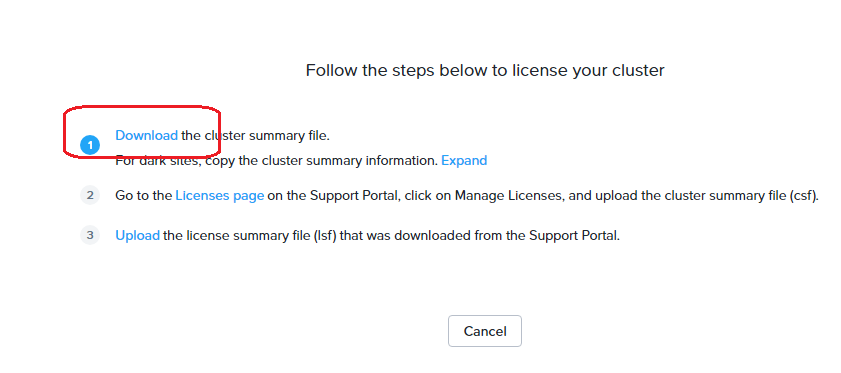 Follow the steps below to license your cluster
1 Download the cluster summary file.
For dark sites, copy the cluster summary information. Expand
2 Go to the Licenses page on the Support Portal, click on Manage Licenses, and upload the cluster summary file (csf).
3 Upload the license summary file (lsf) that was downloaded from the Support Portal.
Cancel